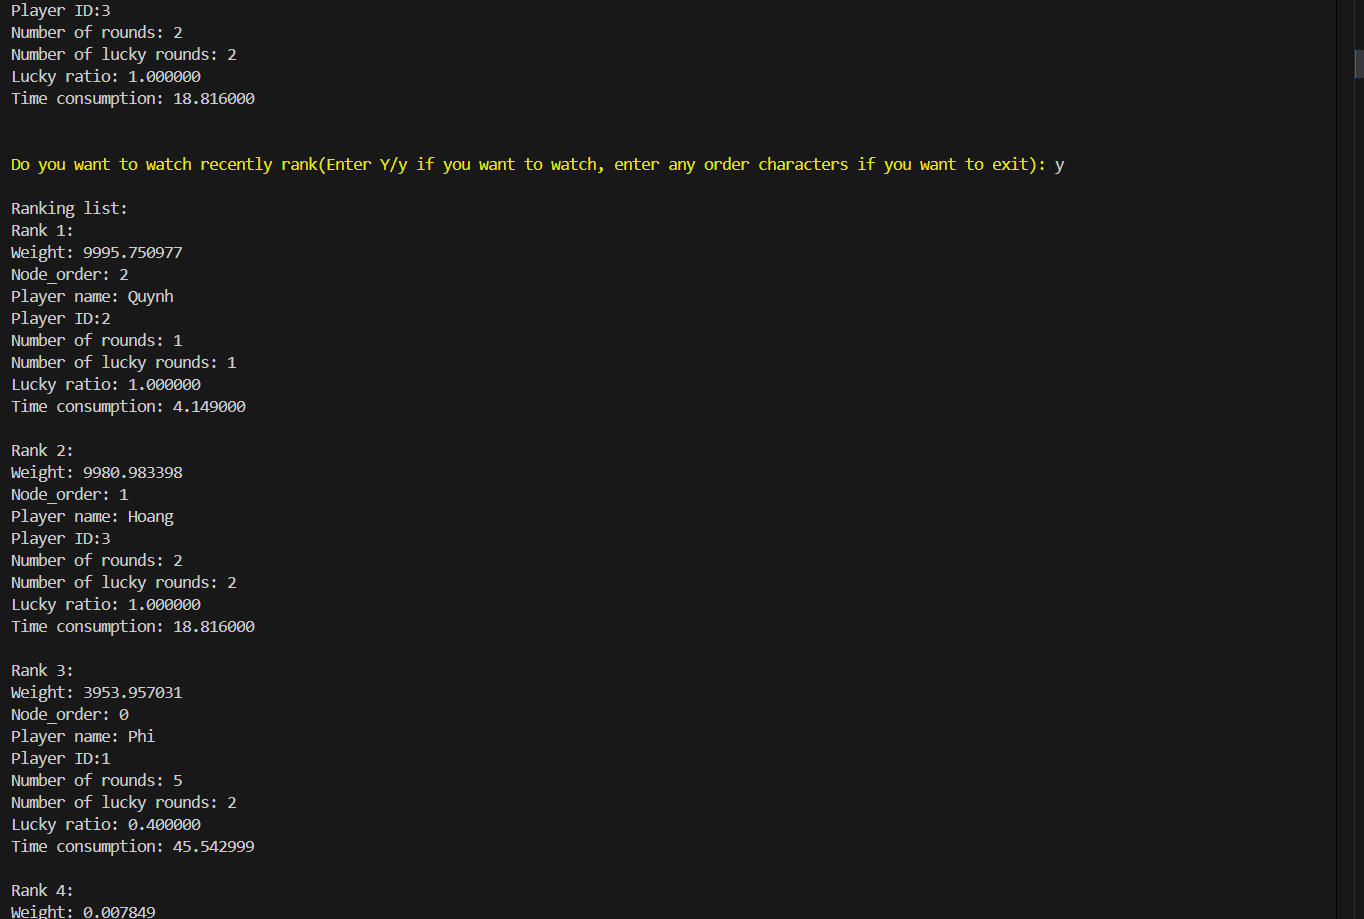 Player ID:3
Number of rounds: 2
Number of lucky rounds: 2
Lucky ratio: 1.000000
Time consumption: 18.816000
Do you want to watch recently rank(Enter Y/y if you want to watch, enter any order characters if you want to exit): y
Ranking list:
Rank 1:
Weight: 9995.750977
Node_order: 2
Player name: Quynh
Player ID:2
Number of rounds: 1
Number of lucky rounds: 1
Lucky ratio: 1.000000
Time consumption: 4.149000
Rank 2:
Weight: 9980.983398
Node_order: 1
Player name: Hoang
Player ID:3
Number of rounds: 2
Number of lucky rounds: 2
Lucky ratio: 1.000000
Time consumption: 18.816000
Rank 3:
Weight: 3953.957031
Node_order: 0
Player name: Phi
Player ID:1
Number of rounds: 5
Number of lucky rounds: 2
Lucky ratio: 0.400000
Time consumption: 45.542999
Rank 4:
Weight: 0.007849